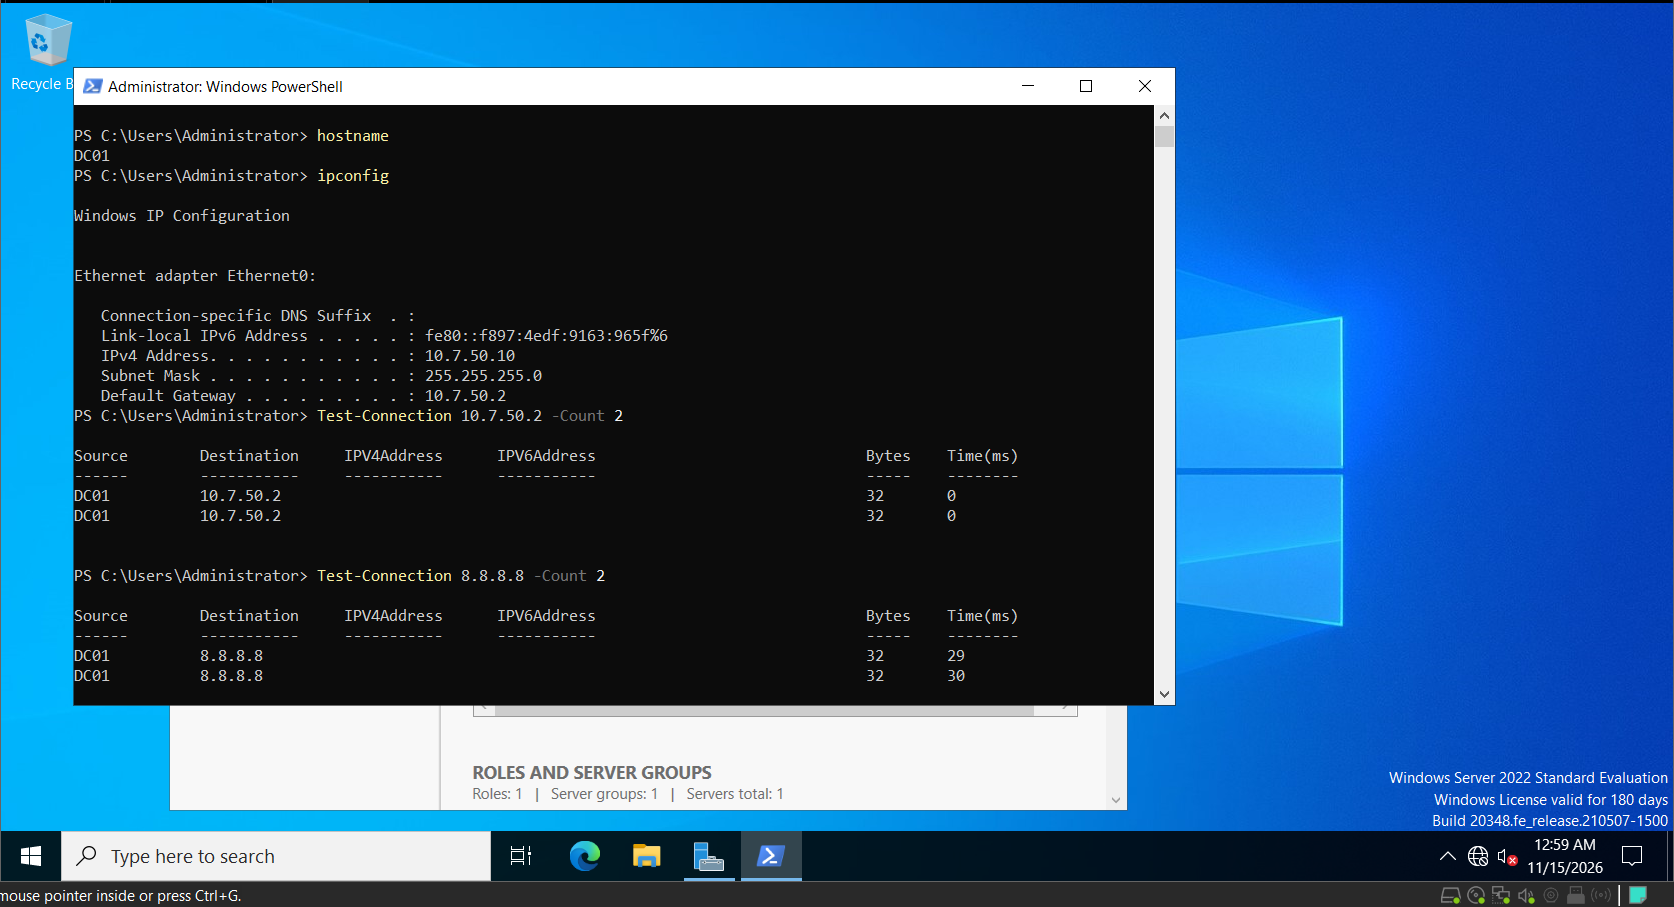 Recycle B
Administrator: Windows PowerShell
PS C:\Users\Administrator> hostname
DC01
PS C:\Users\Administrator> ipconfig
Windows IP Configuration
Ethernet adapter Ethernet0:
Connection-specific DNS Suffix  . :
Link-local IPv6 Address . . . . . : fe80::f897:4edf:9163:965f%6
IPv4 Address. . . . . . . . . . . : 10.7.50.10
Subnet Mask . . . . . . . . . . . : 255.255.255.0
Default Gateway . . . . . . . . . : 10.7.50.2
PS C:\Users\Administrator> Test-Connection 10.7.50.2 -Count 2
Source        Destination     IPV4Address      IPV6Address                              Bytes    Time(ms)
------        -----------     -----------      -----------                              -----    --------
DC01          10.7.50.2                                                                 32       0
DC01          10.7.50.2                                                                 32       0
PS C:\Users\Administrator> Test-Connection 8.8.8.8 -Count 2
Source        Destination     IPV4Address      IPV6Address                              Bytes    Time(ms)
------        -----------     -----------      -----------                              -----    --------
DC01          8.8.8.8                                                                   32       29
DC01          8.8.8.8                                                                   32       30
ROLES AND SERVER GROUPS
Roles: 1   |   Server groups: 1   |   Servers total: 1
Windows Server 2022 Standard Evaluation
Windows License valid for 180 days
Build 20348.fe_release.210507-1500
Type here to search
12:59 AM
11/15/2026
mouse pointer inside or press Ctrl+G.